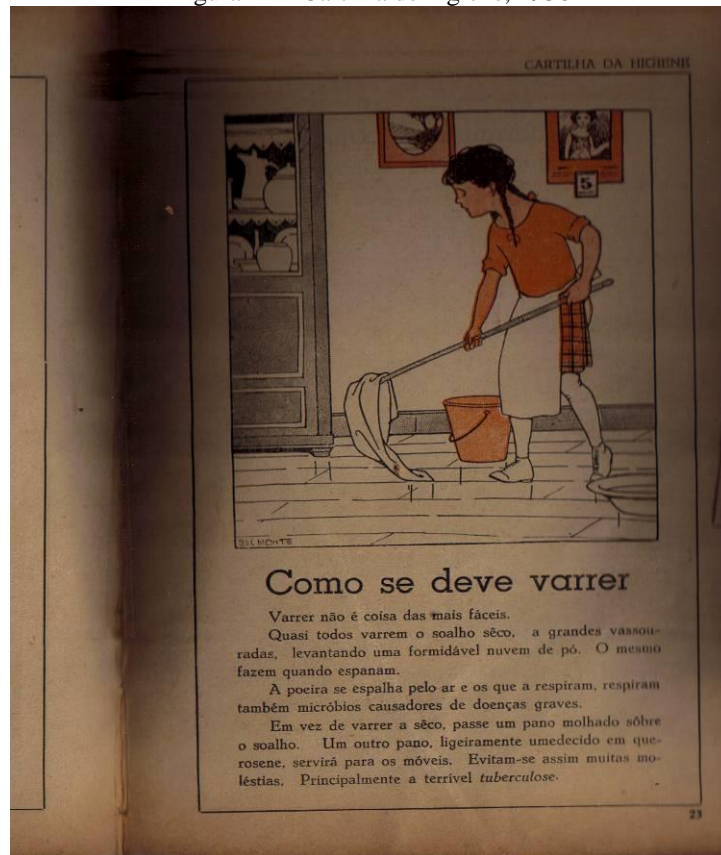 CARTILHA DA HIGIENE
5
GIL MONTE
Como se deve varrer
Varrer não é coisa das mais fáceis.
Quasi todos varrem o soalho sêco, a grandes vassou-
radas, levantando uma formidável nuvem de pó. O mesmo
fazem quando espanam.
A poeira se espalha pelo ar e os que a respiram, respiram
também micróbios causadores de doenças graves.
Em vez de varrer a sêco, passe um pano molhado sôbre
o soalho. Um outro pano, ligeiramente umedecido em que-
rosene, servirá para os móveis. Evitam-se assim muitas mo-
léstias. Principalmente a terrível tuberculose.
23